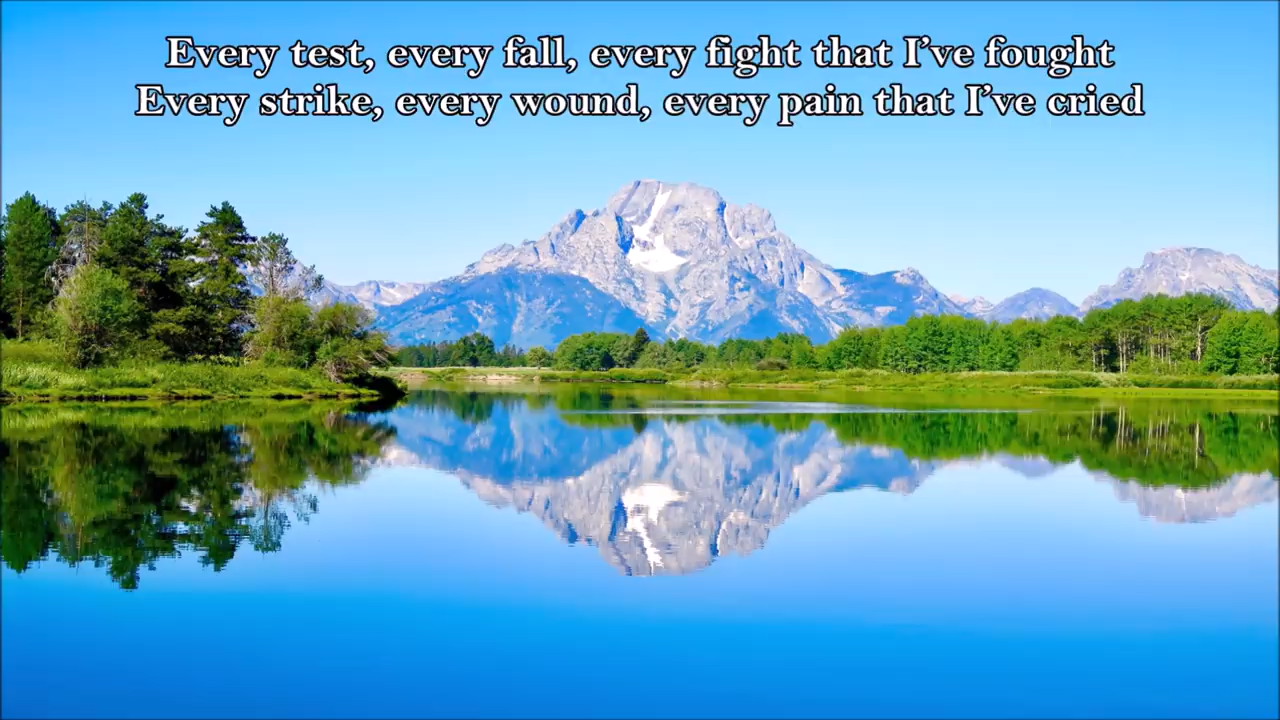 Every test, every fall, every fight that I’ve fought
Every strike, every wound, every pain that I’ve cried